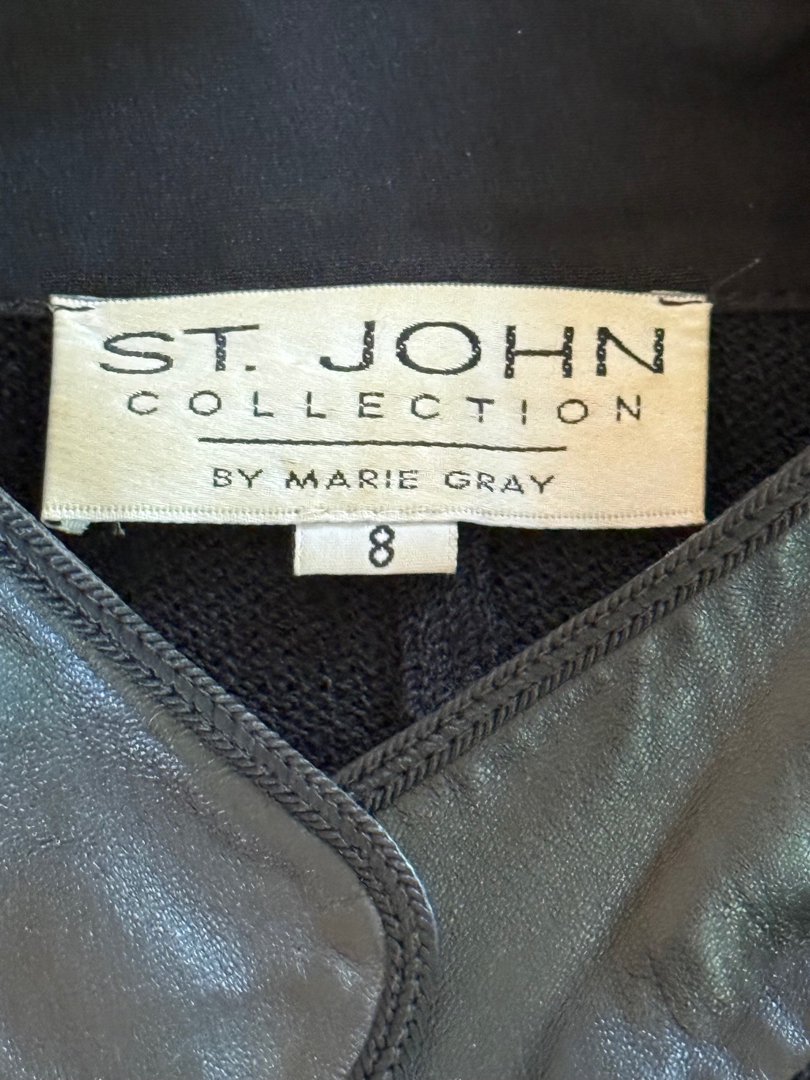 ST. JOHN
COLLECTION
BY MARIE GRAY
8